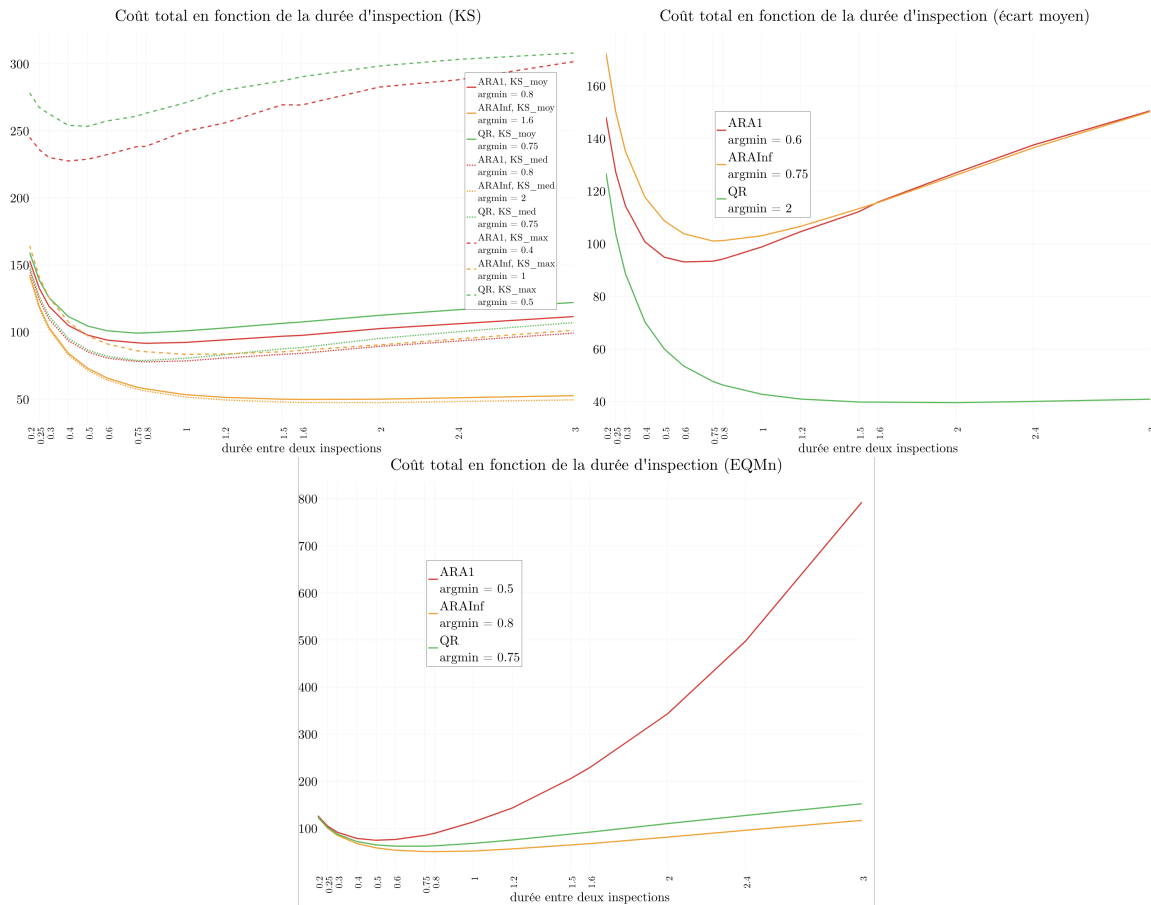 Coût total en fonction de la durée d'inspection (KS)
300
250
200
150
100
50
ARA1, KS_moy
argmin = 0.8
ARAInf, KS_moy
argmin = 1.6
QR, KS_moy
argmin = 0.75
ARA1, KS_med
argmin = 0.8
ARAInf, KS_med
argmin = 2
QR, KS_med
argmin = 0.75
ARA1, KS_max
argmin = 0.4
ARAInf, KS_max
argmin = 1
QR, KS_max
argmin = 0.5
0.2 0.25 0.3 0.4 0.5 0.6 0.75 0.8 1 1.2 1.5 1.6 2 2.4 3
durée entre deux inspections
Coût total en fonction de la durée d'inspection (écart moyen)
160
140
120
100
80
60
40
ARA1
argmin = 0.6
ARAInf
argmin = 0.75
QR
argmin = 2
0.2 0.25 0.3 0.4 0.5 0.6 0.75 0.8 1 1.2 1.5 1.6 2 2.4
durée entre deux inspections
Coût total en fonction de la durée d'inspection (EQMn)
800
700
600
500
400
300
200
100
ARA1
argmin = 0.5
ARAInf
argmin = 0.8
QR
argmin = 0.75
0.2 0.25 0.3 0.4 0.5 0.6 0.75 0.8 1 1.2 1.5 1.6 2 2.4 3
durée entre deux inspections